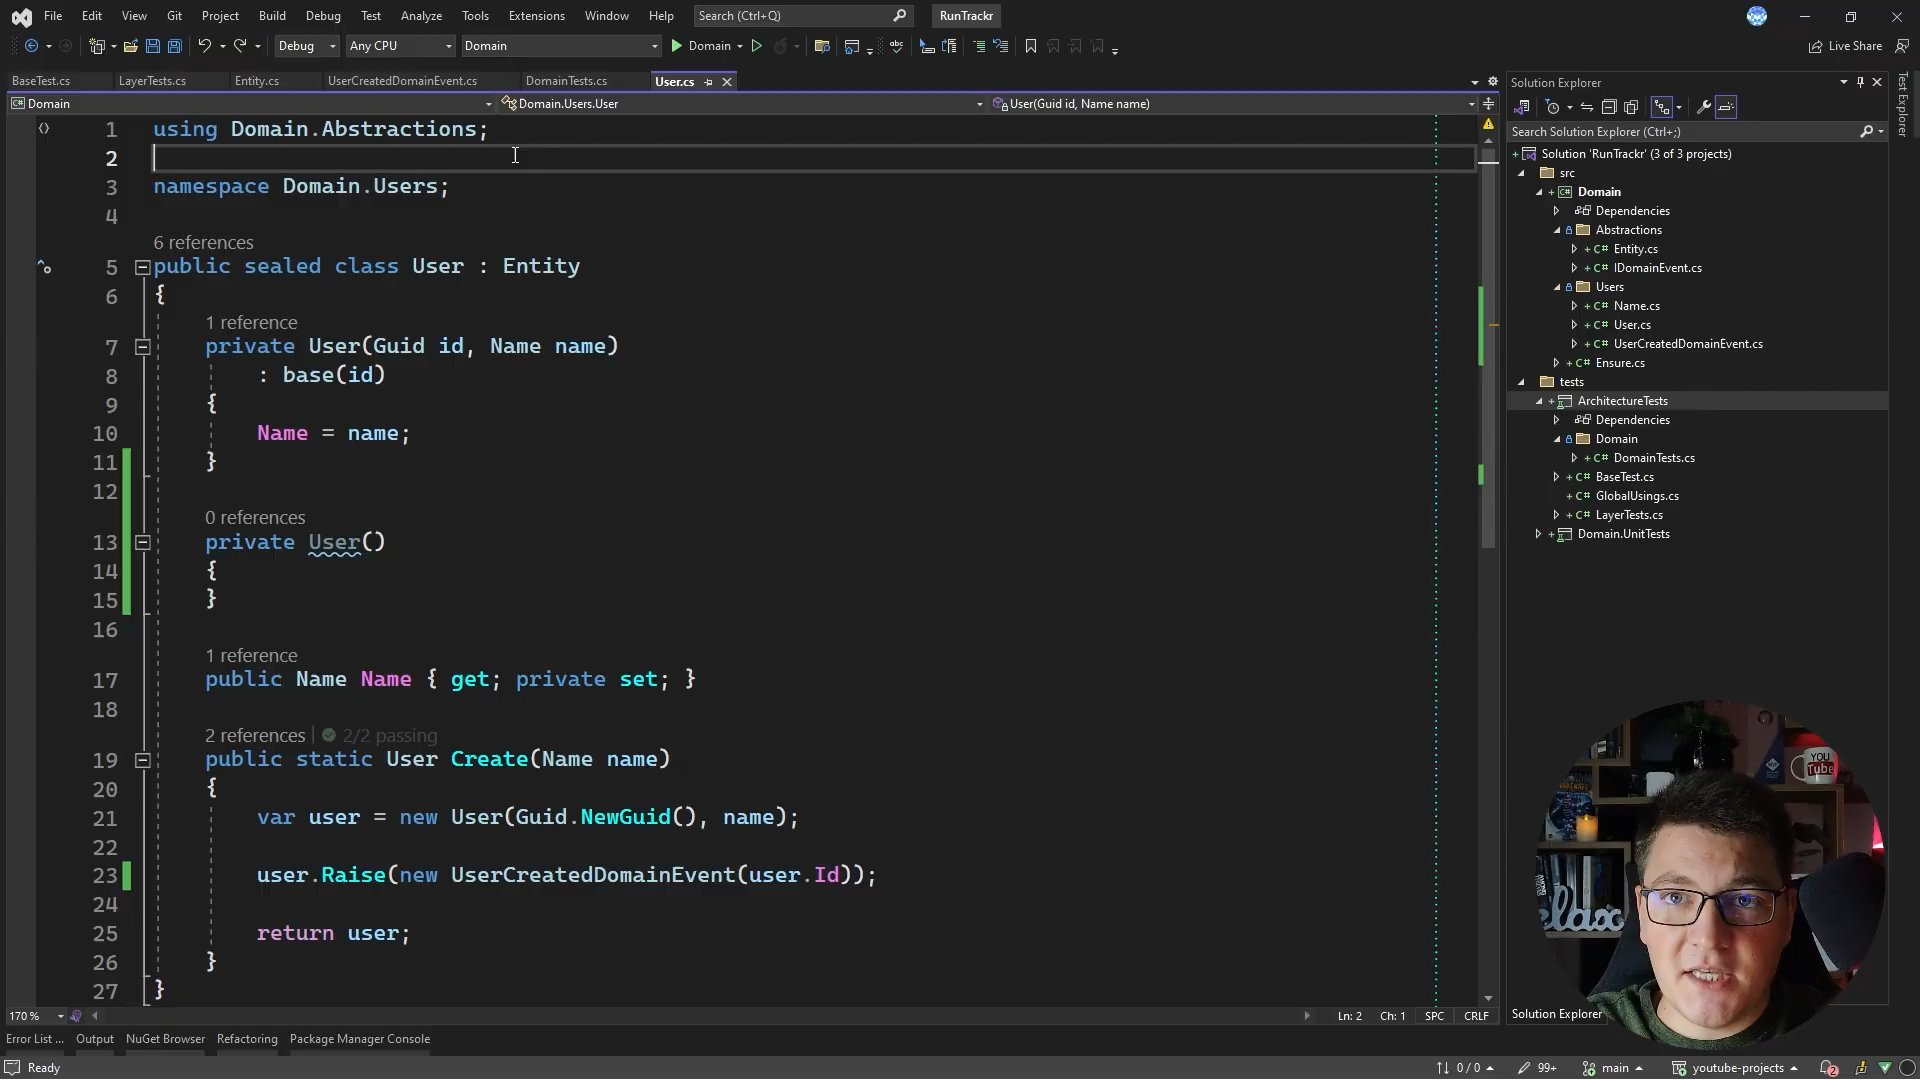 File Edit View Git Project Build Debug Test Analyze Tools Extensions Window Help Search (Ctrl+Q) RunTrackr
Debug Any CPU Domain Domain Live Share
BaseTest.cs LayerTests.cs Entity.cs UserCreatedDomainEvent.cs DomainTests.cs User.cs
Domain Domain.Users.User User(Guid id, Name name)
1 using Domain.Abstractions;
2
3 namespace Domain.Users;
4
6 references
5 public sealed class User : Entity
6 {
1 reference
7 private User(Guid id, Name name)
8 : base(id)
9 {
10 Name = name;
11 }
12
0 references
13 private User()
14 {
15 }
16
1 reference
17 public Name Name { get; private set; }
18
2 references | 2/2 passing
19 public static User Create(Name name)
20 {
21 var user = new User(Guid.NewGuid(), name);
22
23 user.Raise(new UserCreatedDomainEvent(user.Id));
24
25 return user;
26 }
27 }
170 % Ln: 2 Ch: 1 SPC CRLF
Solution Explorer
Search Solution Explorer (Ctrl+;)
Solution 'RunTrackr' (3 of 3 projects)
src
Domain
Dependencies
Abstractions
Entity.cs
IDomainEvent.cs
Users
Name.cs
User.cs
UserCreatedDomainEvent.cs
Ensure.cs
tests
ArchitectureTests
Dependencies
Domain
DomainTests.cs
BaseTest.cs
GlobalUsings.cs
LayerTests.cs
Domain.UnitTests
Test Explorer
YOU
Tube
elax
Solution Explorer
Error List ... Output NuGet Browser Refactoring Package Manager Console
Ready 0 / 0 99+ main youtube-projects 2